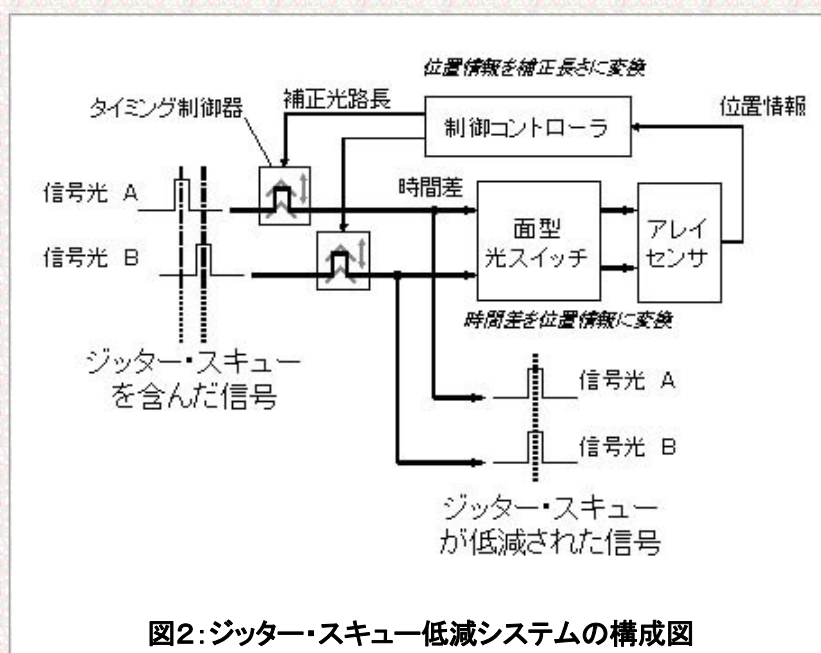 位置情報を補正長さに変換
補正光路長
タイミング制御器
制御コントローラ
位置情報
信号光 A
時間差
面型
光スイッチ
アレイ
センサ
信号光 B
時間差を位置情報に変換
ジッター・スキュー
を含んだ信号
信号光 A
信号光 B
ジッター・スキュー
が低減された信号
図2:ジッター・スキュー低減システムの構成図